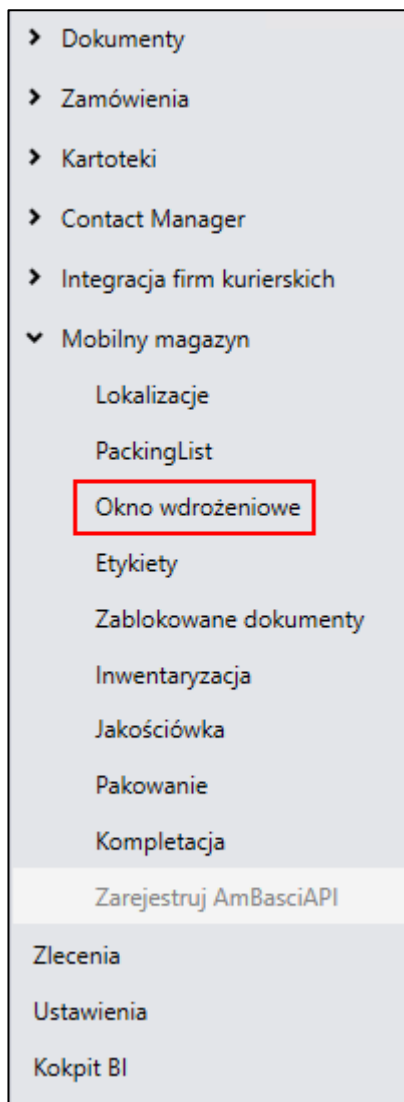 Dokumenty
Zamówienia
Kartoteki
Contact Manager
Integracja firm kurierskich
Mobilny magazyn
Lokalizacje
PackingList
Okno wdrożeniowe
Etykiety
Zablokowane dokumenty
Inwentaryzacja
Jakościówka
Pakowanie
Kompletacja
Zarejestruj AmBasciAPI
Zlecenia
Ustawienia
Kokpit BI